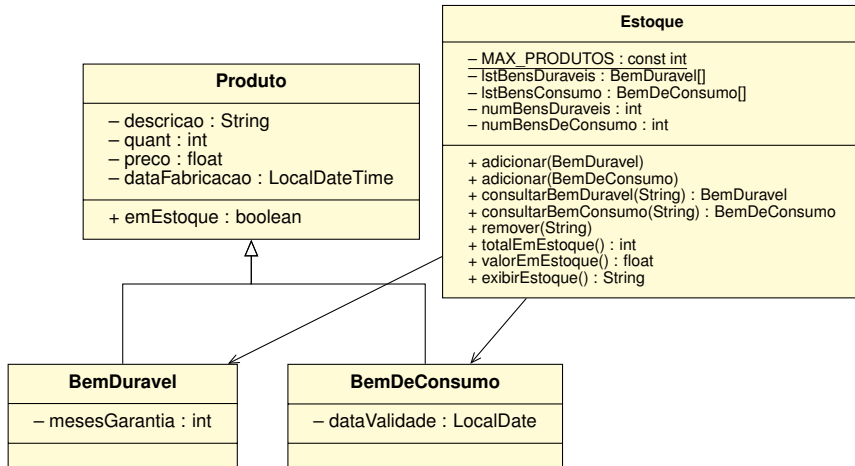 Produto
– descricao : String
– quant : int
– preco : float
– dataFabricacao : LocalDateTime
+ emEstoque : boolean
Estoque
– MAX_PRODUTOS : const int
– lstBensDuraveis : BemDuravel[]
– lstBensConsumo : BemDeConsumo[]
– numBensDuraveis : int
– numBensDeConsumo : int
+ adicionar(BemDuravel)
+ adicionar(BemDeConsumo)
+ consultarBemDuravel(String) : BemDuravel
+ consultarBemConsumo(String) : BemDeConsumo
+ remover(String)
+ totalEmEstoque() : int
+ valorEmEstoque() : float
+ exibirEstoque() : String
BemDuravel
– mesesGarantia : int
BemDeConsumo
– dataValidade : LocalDate